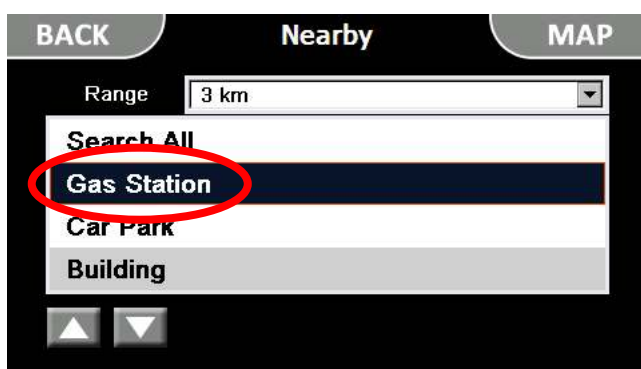 BACK Nearby MAP
Range 3 km
Search All
Gas Station
Car Park
Building